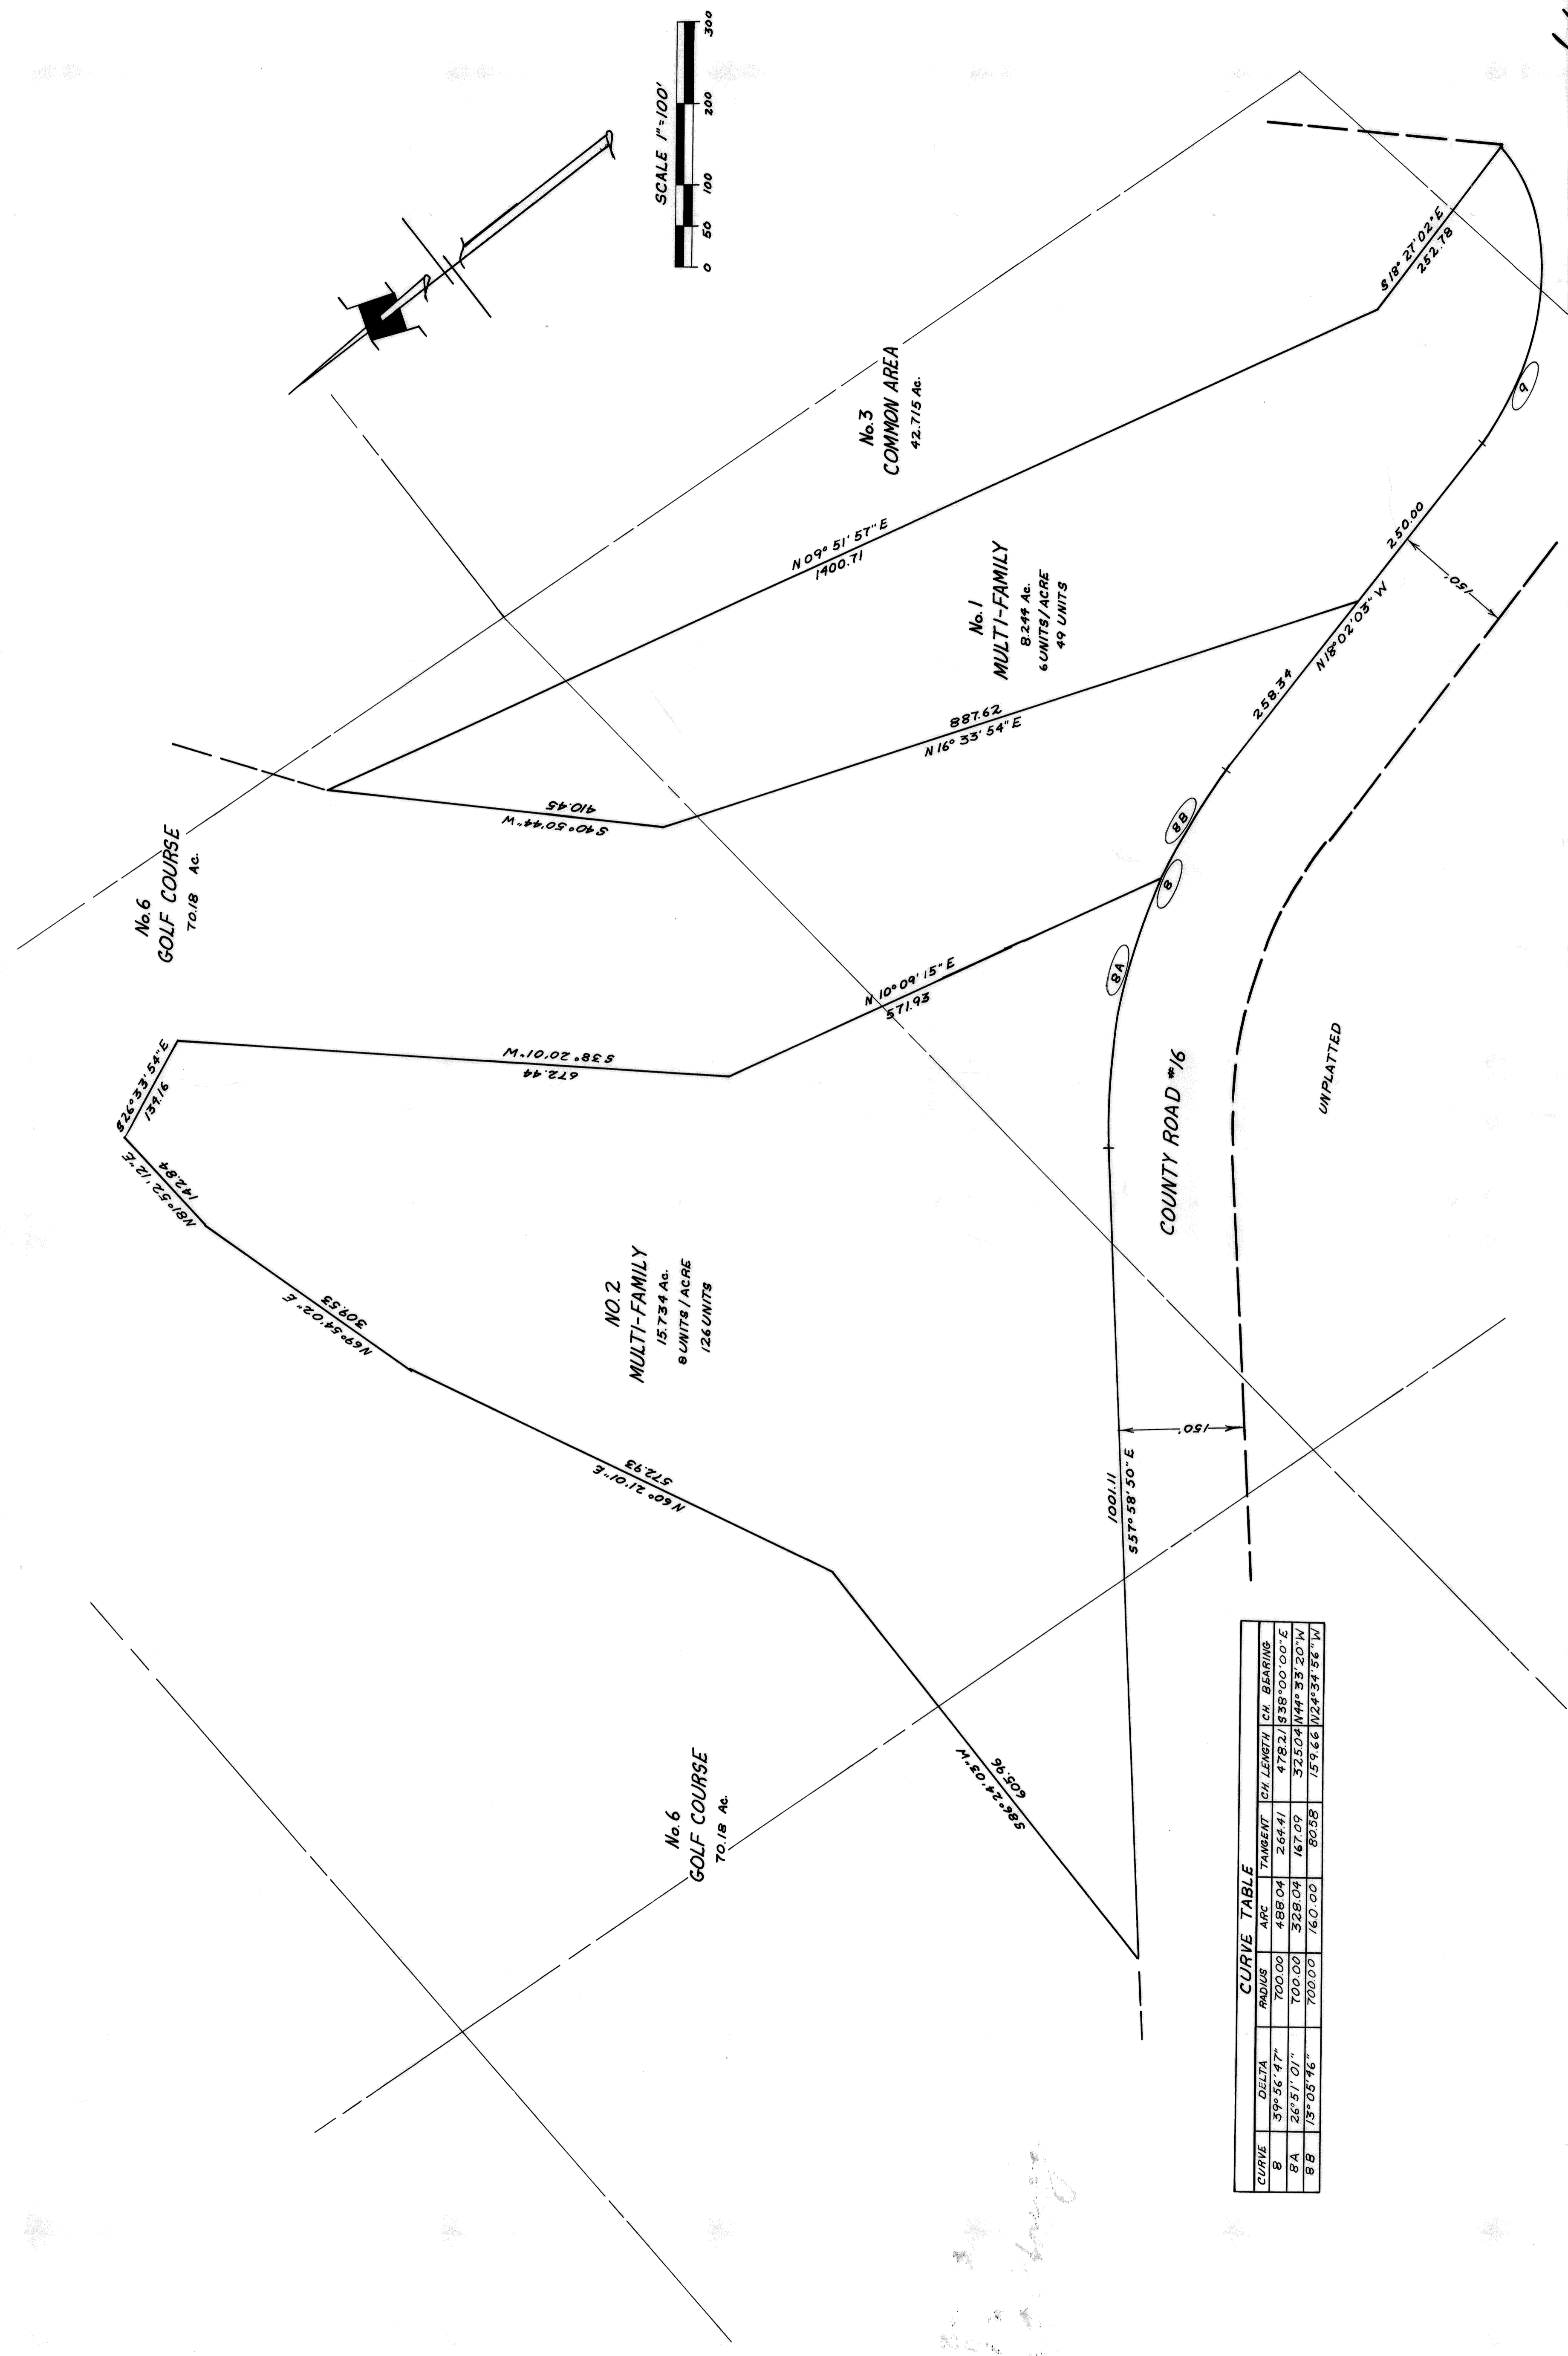 SCALE 1"=100'
0 50 100 200 300
No.3
COMMON AREA
42.715 Ac.
S 18° 27' 02" E
252.78
N 09° 51' 57" E
1400.71
No.1
MULTI-FAMILY
8.244 Ac.
6 UNITS/ACRE
49 UNITS
887.62
N 16° 33' 54" E
S40° 50' 44" W
410.45
9
250.00
150'
258.34
N 18° 02' 03" W
8B
8
8A
No.6
GOLF COURSE
70.18 Ac.
N 10° 09' 15" E
571.93
S38° 20' 01" W
672.44
S 26° 33' 54" E
134.16
N81° 52' 12" E
142.84
N69° 54' 02" E
309.53
N 60° 21' 01" E
572.93
NO.2
MULTI-FAMILY
15.734 Ac.
8 UNITS/ACRE
126 UNITS
COUNTY ROAD #16
UNPLATTED
150'
1001.11
S 57° 58' 50" E
S86° 24' 03" W
605.96
No.6
GOLF COURSE
70.18 Ac.
CURVE TABLE
CURVE DELTA RADIUS ARC TANGENT CH. LENGTH CH. BEARING
8 39° 56' 47" 700.00 488.04 264.41 478.21 S38° 00' 00" E
8A 26° 51' 01" 700.00 328.04 167.09 325.04 N44° 33' 20" W
8B 13° 05' 46" 700.00 160.00 80.58 159.66 N24° 34' 56" W